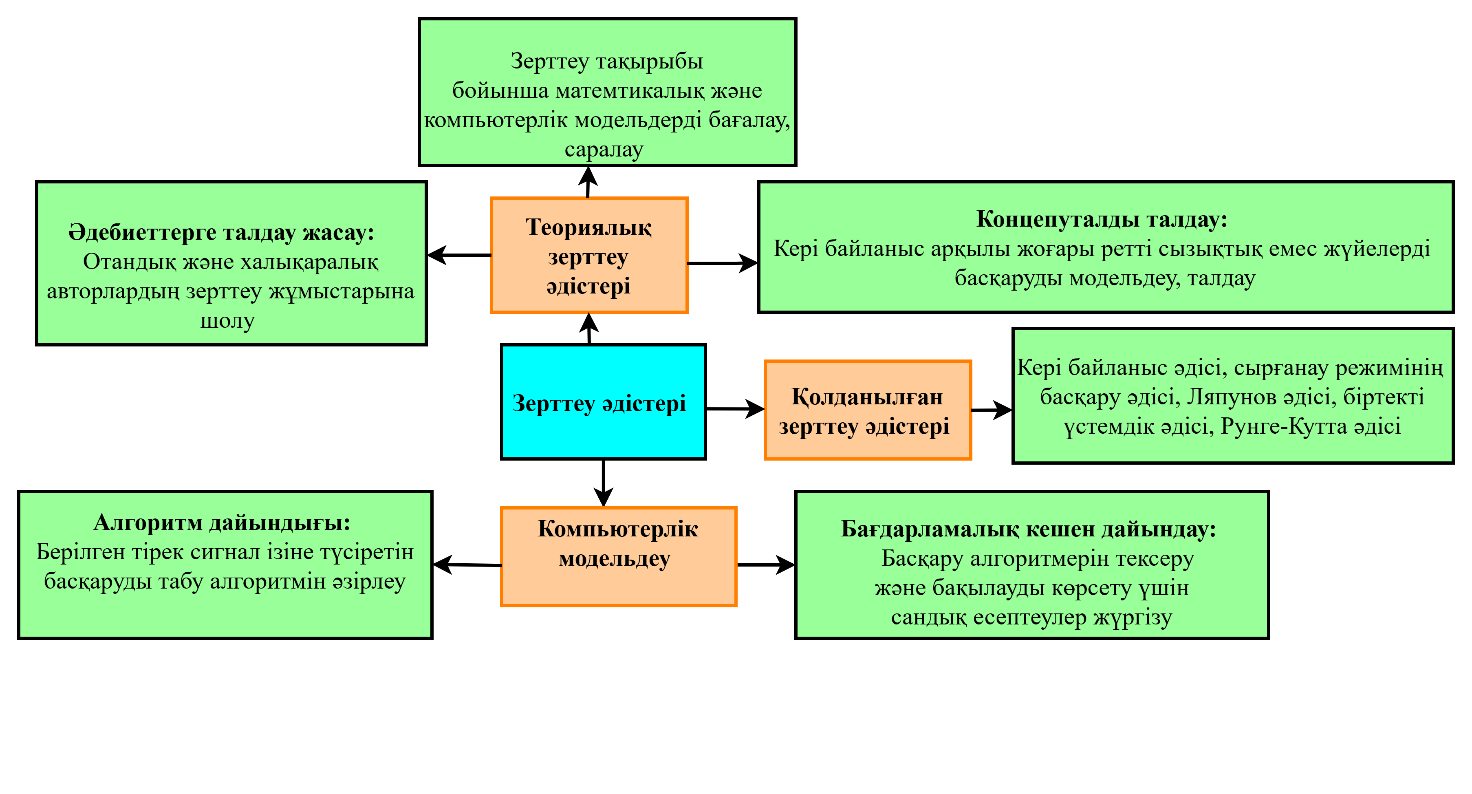 Зерттеу тақырыбы
бойынша матемтикалық және
компьютерлік модельдерді бағалау,
саралау
Әдебиеттерге талдау жасау:
Отандық және халықаралық
авторлардың зерттеу жұмыстарына
шолу
Теориялық
зерттеу
әдістері
Концепуталды талдау:
Кері байланыс арқылы жоғары ретті сызықтық емес жүйелерді
басқаруды модельдеу, талдау
Зерттеу әдістері
Қолданылған
зерттеу әдістері
Кері байланыс әдісі, сырғанау режимінің
басқару әдісі, Ляпунов әдісі, біртекті
үстемдік әдісі, Рунге-Кутта әдісі
Алгоритм дайындығы:
Берілген тірек сигнал ізіне түсіретін
басқаруды табу алгоритмін әзірлеу
Компьютерлік
модельдеу
Бағдарламалық кешен дайындау:
Басқару алгоритмерін тексеру
және бақылауды көрсету үшін
сандық есептеулер жүргізу